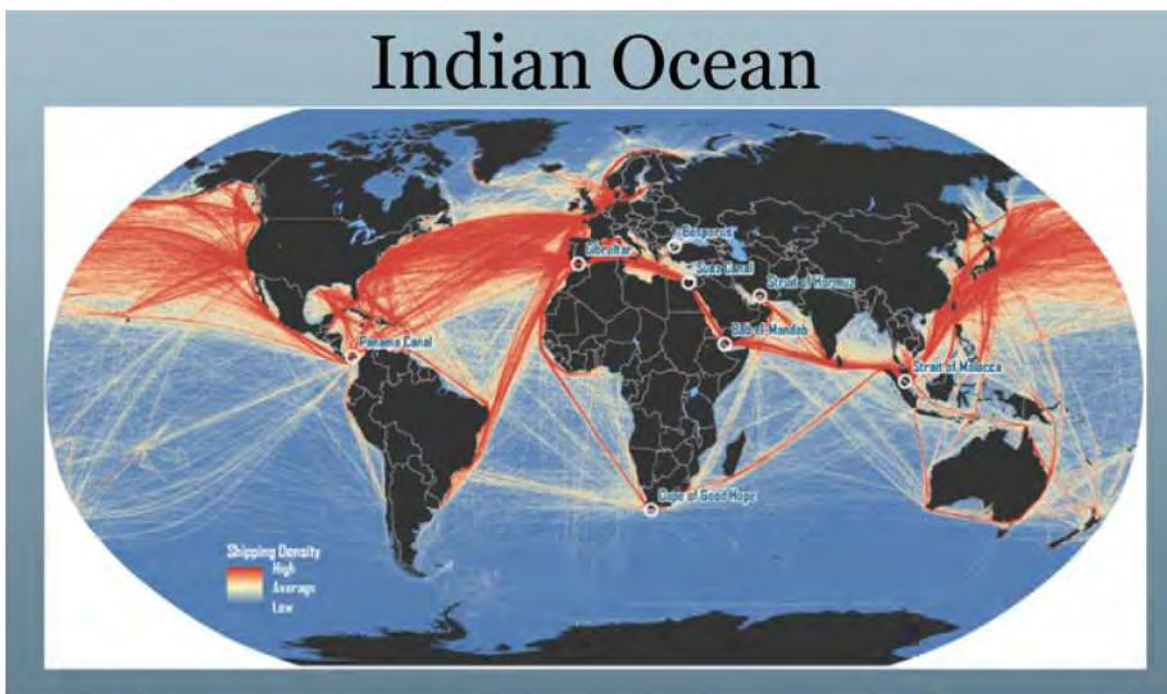 Indian Ocean
Bosporus
Gibraltar
Suez Canal
Strait of Hormuz
Bab el-Mandab
Panama Canal
Strait of Malacca
Cape of Good Hope
Shipping Density
High
Average
Low